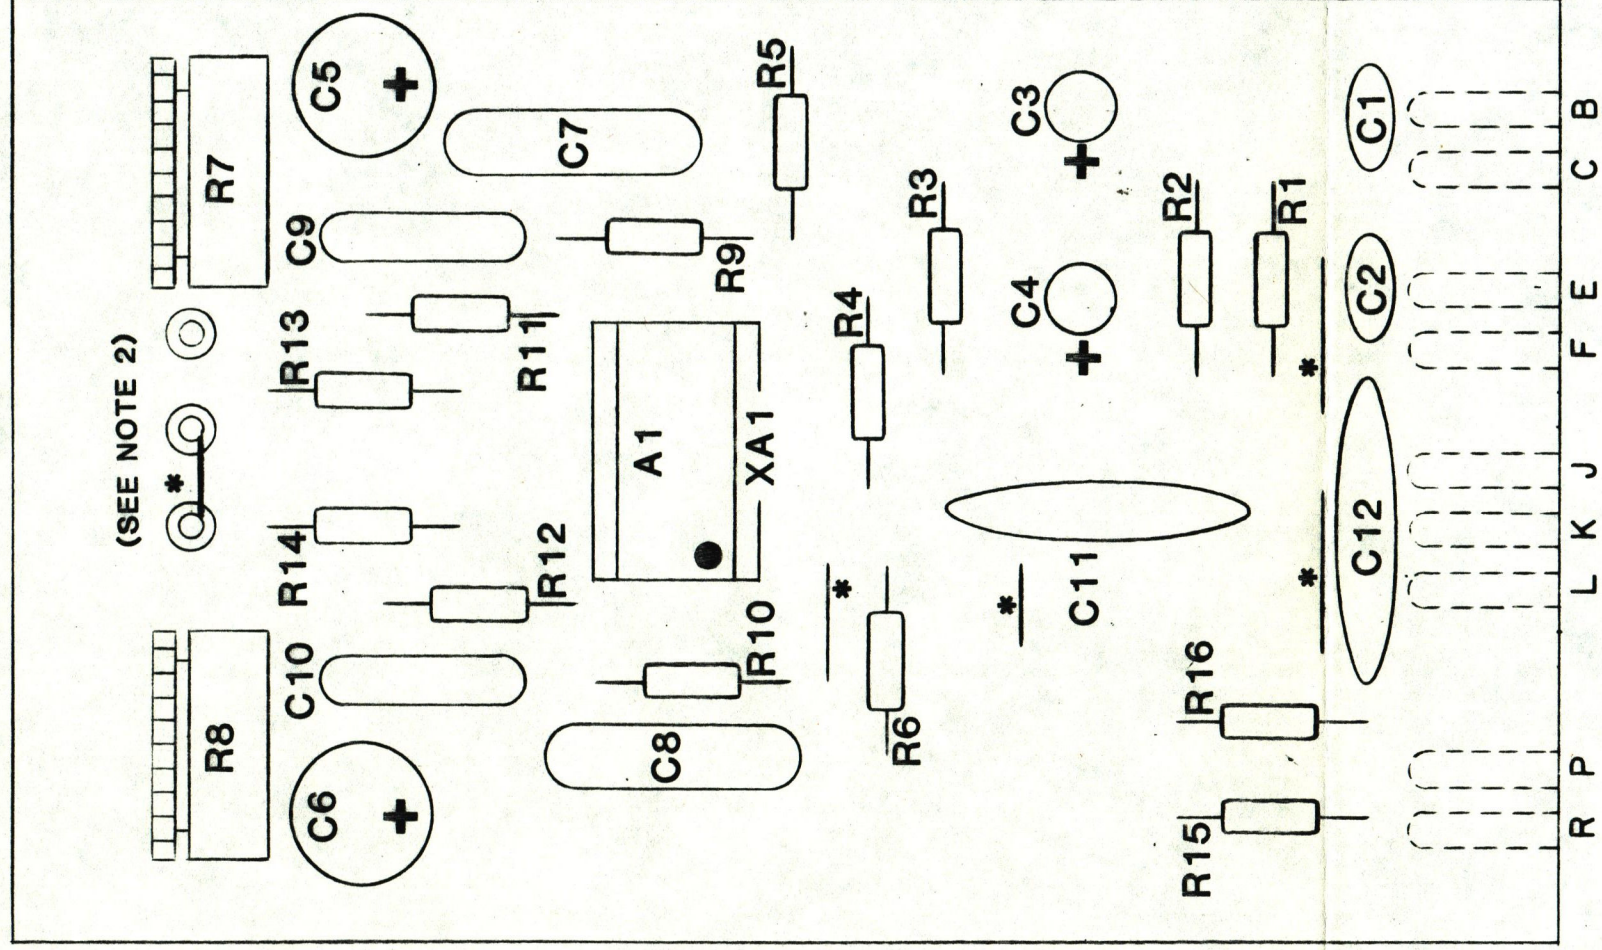 (SEE NOTE 2)
*
R7
R8
C5
+
C6
+
C9
C10
R13
R14
C7
R11
R12
C8
R9
R10
A1
XA1
R5
R4
*
R6
R3
C3
+
C4
+
*
C11
R2
R1
R16
R15
*
*
C1
C2
C12
B
C
E
F
J
K
L
P
R